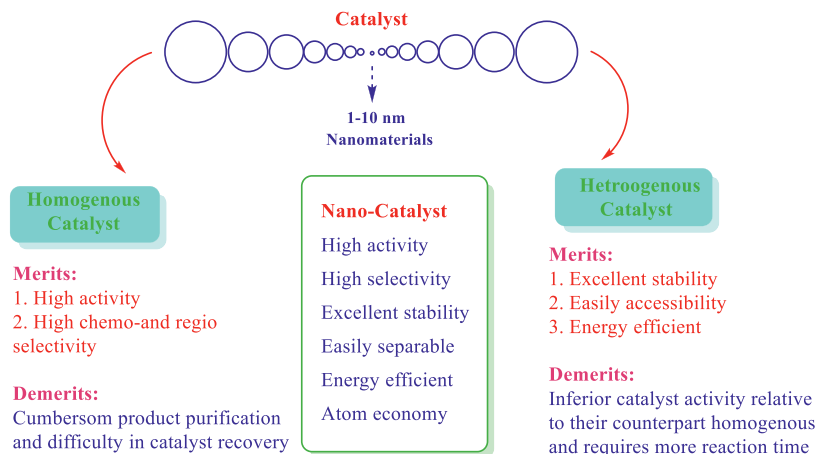 Catalyst
1-10 nm
Nanomaterials
Homogenous
Catalyst
Merits:
1. High activity
2. High chemo-and regio
selectivity
Demerits:
Cumbersom product purification
and difficulty in catalyst recovery
Nano-Catalyst
High activity
High selectivity
Excellent stability
Easily separable
Energy efficient
Atom economy
Hetroogenous
Catalyst
Merits:
1. Excellent stability
2. Easily accessibility
3. Energy efficient
Demerits:
Inferior catalyst activity relative
to their counterpart homogenous
and requires more reaction time